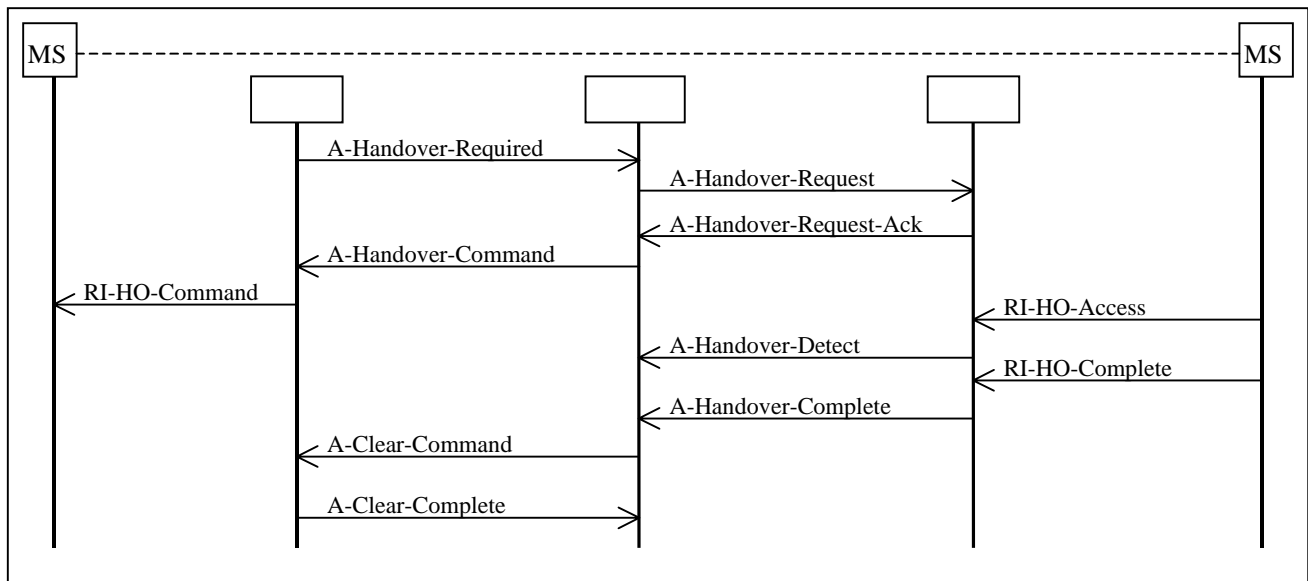 MS
MS
A-Handover-Required
A-Handover-Request
A-Handover-Request-Ack
A-Handover-Command
RI-HO-Command
RI-HO-Access
A-Handover-Detect
RI-HO-Complete
A-Handover-Complete
A-Clear-Command
A-Clear-Complete